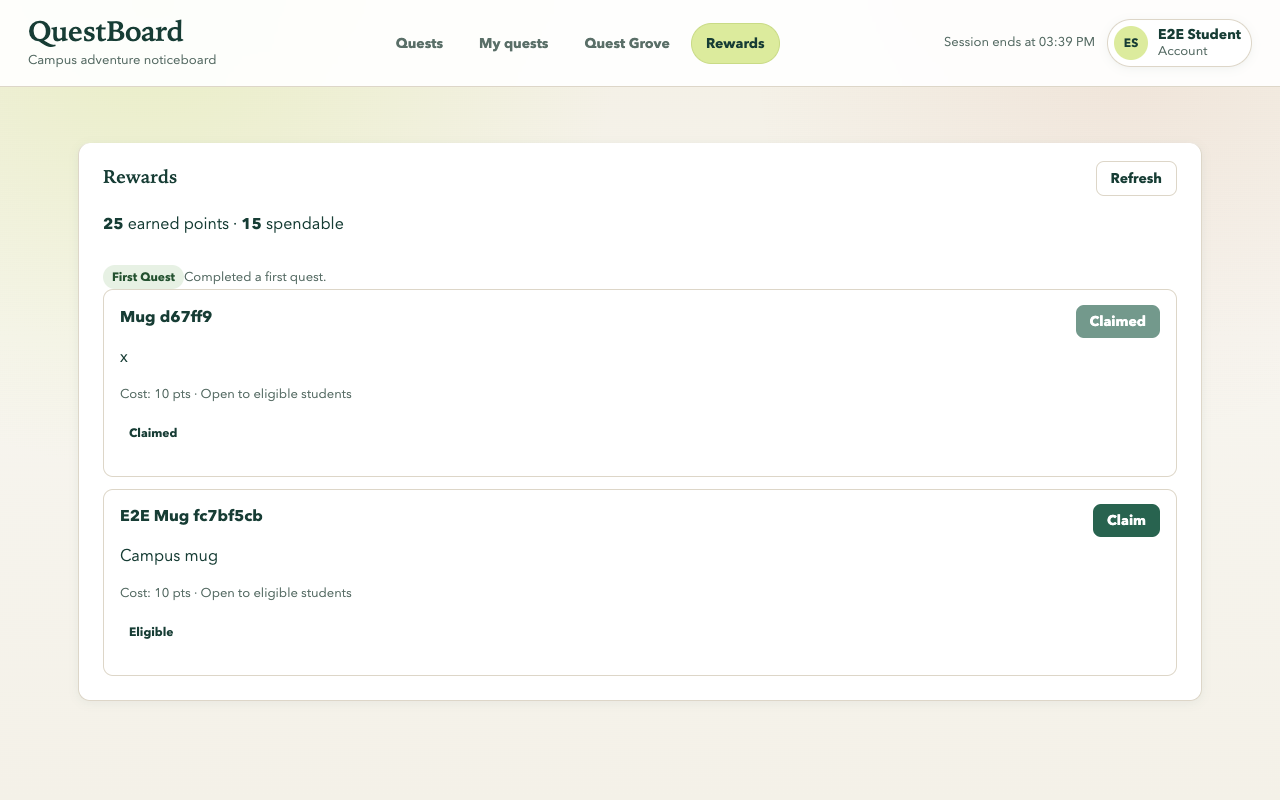 QuestBoard
Campus adventure noticeboard
Quests
My quests
Quest Grove
Rewards
Session ends at 03:39 PM
ES
E2E Student
Account
Rewards
Refresh
25 earned points · 15 spendable
First Quest Completed a first quest.
Mug d67ff9
Claimed
x
Cost: 10 pts · Open to eligible students
Claimed
E2E Mug fc7bf5cb
Claim
Campus mug
Cost: 10 pts · Open to eligible students
Eligible